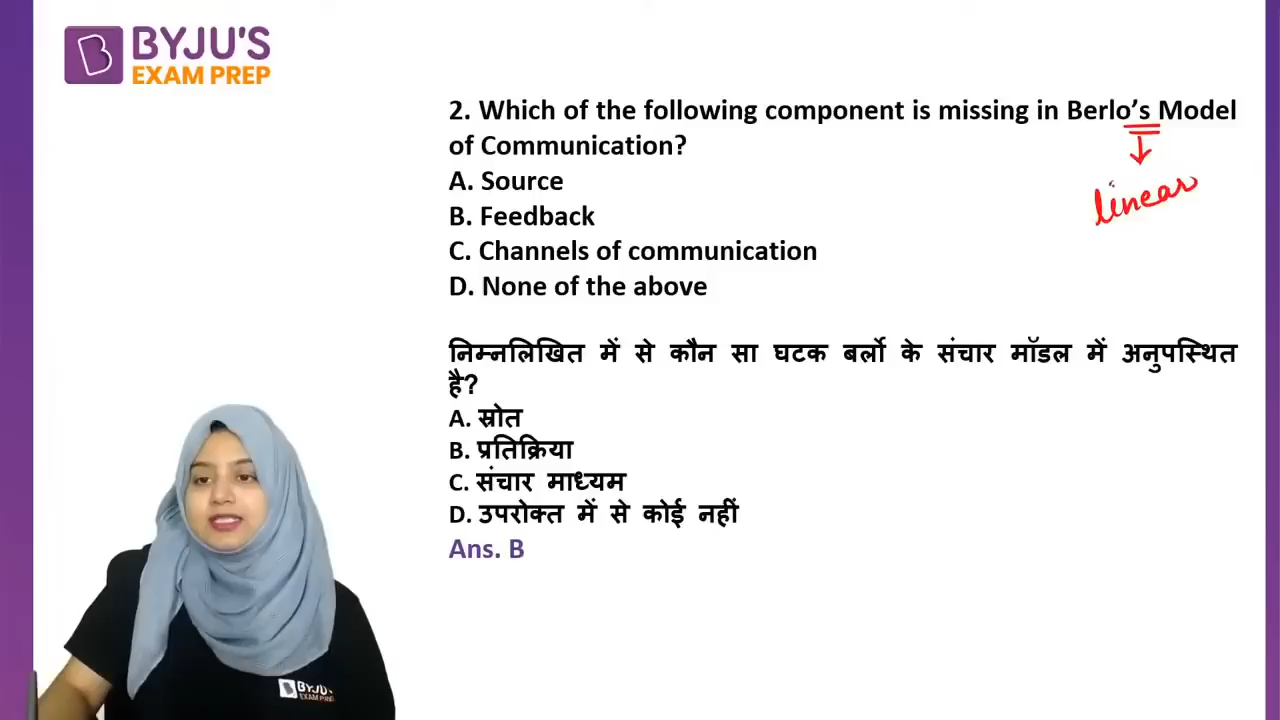 BYJU'S
EXAM PREP
2. Which of the following component is missing in Berlo's Model
of Communication?
linear
A. Source
B. Feedback
C. Channels of communication
D. None of the above
निम्नलिखित में से कौन सा घटक बर्लो के संचार मॉडल में अनुपस्थित
है?
A. स्रोत
B. प्रतिक्रिया
C. संचार माध्यम
D. उपरोक्त में से कोई नहीं
Ans. B
BYJU'S
EXAM PREP